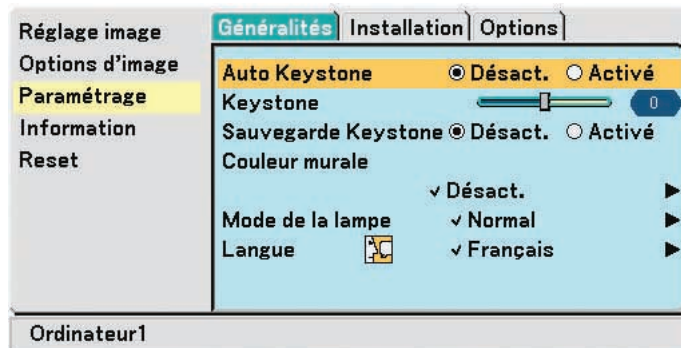 Réglage image
Options d'image
Paramétrage
Information
Reset
Généralités Installation Options
Auto Keystone Désact. Activé
Keystone 0
Sauvegarde Keystone Désact. Activé
Couleur murale
Désact.
Mode de la lampe Normal
Langue Français
Ordinateur1